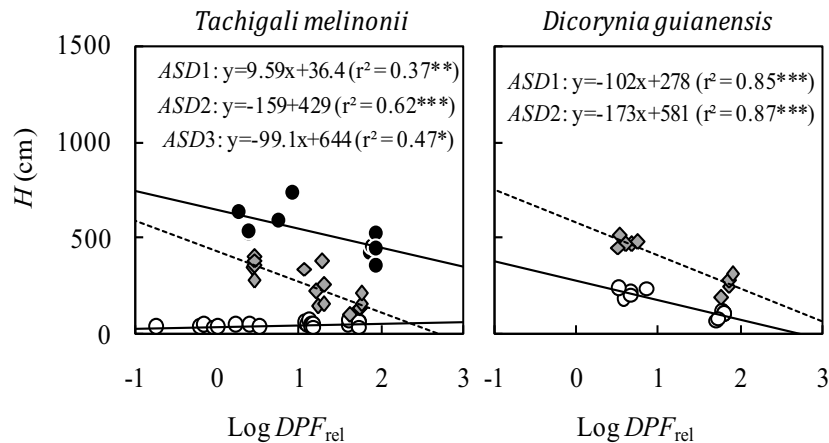 Tachigali melinonii
Dicorynia guianensis
1500
1000
500
0
H (cm)
ASD1: y=9.59x+36.4 (r²=0.37**)
ASD2: y=-159+429 (r²=0.62***)
ASD3: y=-99.1x+644 (r²=0.47*)
ASD1: y=-102x+278 (r²=0.85***)
ASD2: y=-173x+581 (r²=0.87***)
-1 0 1 2 3
-1 0 1 2 3
Log DPFrel
Log DPFrel